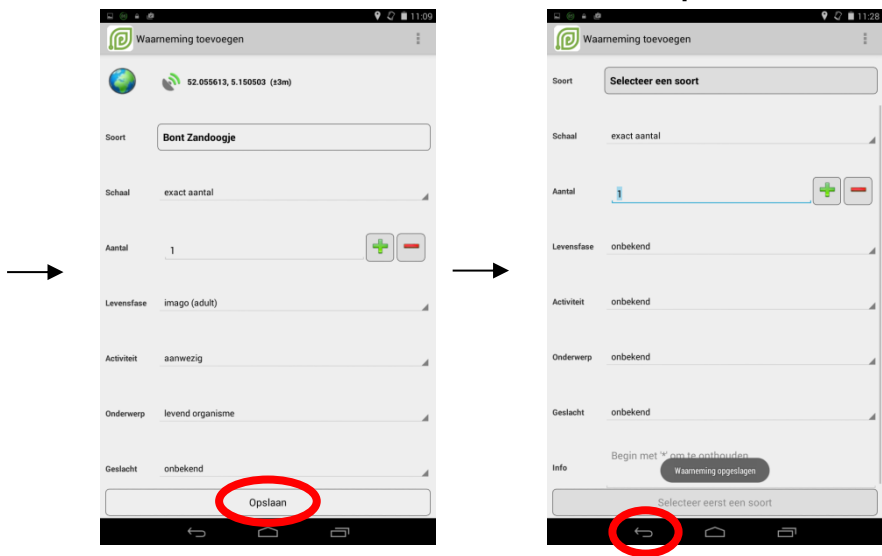 11:09
Waarneming toevoegen
52.055613, 5.150503 (±3m)
Soort Bont Zandoogje
Schaal exact aantal
Aantal 1
Levensfase imago (adult)
Activiteit aanwezig
Onderwerp levend organisme
Geslacht onbekend
Opslaan
11:28
Waarneming toevoegen
Soort Selecteer een soort
Schaal exact aantal
Aantal 1
Levensfase onbekend
Activiteit onbekend
Onderwerp onbekend
Geslacht onbekend
Info Begin met '*' om te onthouden
Waarneming opgeslagen
Selecteer eerst een soort